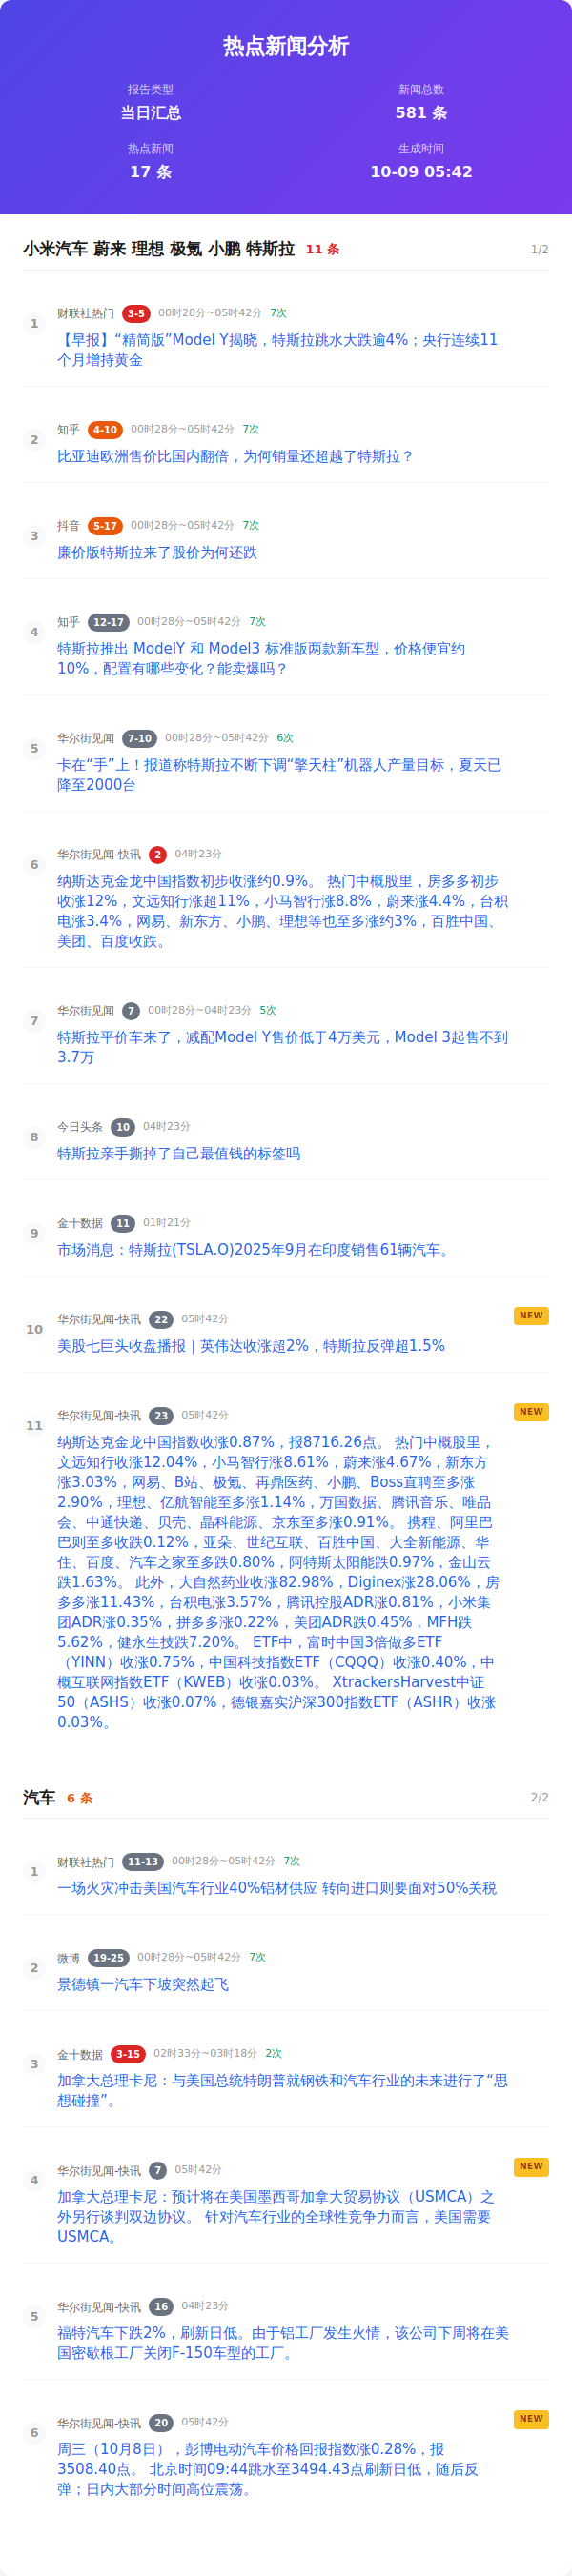 热点新闻分析
报告类型
当日汇总
新闻总数
581 条
热点新闻
17 条
生成时间
10-09 05:42
小米汽车 蔚来 理想 极氪 小鹏 特斯拉 11 条 1/2
1
财联社热门 3-5 00时28分~05时42分 7次
【早报】“精简版”Model Y揭晓，特斯拉跳水大跌逾4%；央行连续11
个月增持黄金
2
知乎 4-10 00时28分~05时42分 7次
比亚迪欧洲售价比国内翻倍，为何销量还超越了特斯拉？
3
抖音 5-17 00时28分~05时42分 7次
廉价版特斯拉来了股价为何还跌
4
知乎 12-17 00时28分~05时42分 7次
特斯拉推出 ModelY 和 Model3 标准版两款新车型，价格便宜约
10%，配置有哪些变化？能卖爆吗？
5
华尔街见闻 7-10 00时28分~05时42分 6次
卡在“手”上！报道称特斯拉不断下调“擎天柱”机器人产量目标，夏天已
降至2000台
6
华尔街见闻-快讯 2 04时23分
纳斯达克金龙中国指数初步收涨约0.9%。 热门中概股里，房多多初步
收涨12%，文远知行涨超11%，小马智行涨8.8%，蔚来涨4.4%，台积
电涨3.4%，网易、新东方、小鹏、理想等也至多涨约3%，百胜中国、
美团、百度收跌。
7
华尔街见闻 7 00时28分~04时23分 5次
特斯拉平价车来了，减配Model Y售价低于4万美元，Model 3起售不到
3.7万
8
今日头条 10 04时23分
特斯拉亲手撕掉了自己最值钱的标签吗
9
金十数据 11 01时21分
市场消息：特斯拉(TSLA.O)2025年9月在印度销售61辆汽车。
10
华尔街见闻-快讯 22 05时42分 NEW
美股七巨头收盘播报｜英伟达收涨超2%，特斯拉反弹超1.5%
11
华尔街见闻-快讯 23 05时42分 NEW
纳斯达克金龙中国指数收涨0.87%，报8716.26点。 热门中概股里，
文远知行收涨12.04%，小马智行涨8.61%，蔚来涨4.67%，新东方
涨3.03%，网易、B站、极氪、再鼎医药、小鹏、Boss直聘至多涨
2.90%，理想、亿航智能至多涨1.14%，万国数据、腾讯音乐、唯品
会、中通快递、贝壳、晶科能源、京东至多涨0.91%。 携程、阿里巴
巴则至多收跌0.12%，亚朵、世纪互联、百胜中国、大全新能源、华
住、百度、汽车之家至多跌0.80%，阿特斯太阳能跌0.97%，金山云
跌1.63%。 此外，大自然药业收涨82.98%，Diginex涨28.06%，房
多多涨11.43%，台积电涨3.57%，腾讯控股ADR涨0.81%，小米集
团ADR涨0.35%，拼多多涨0.22%，美团ADR跌0.45%，MFH跌
5.62%，健永生技跌7.20%。 ETF中，富时中国3倍做多ETF
（YINN）收涨0.75%，中国科技指数ETF（CQQQ）收涨0.40%，中
概互联网指数ETF（KWEB）收涨0.03%。 XtrackersHarvest中证
50（ASHS）收涨0.07%，德银嘉实沪深300指数ETF（ASHR）收涨
0.03%。
汽车 6 条 2/2
1
财联社热门 11-13 00时28分~05时42分 7次
一场火灾冲击美国汽车行业40%铝材供应 转向进口则要面对50%关税
2
微博 19-25 00时28分~05时42分 7次
景德镇一汽车下坡突然起飞
3
金十数据 3-15 02时33分~03时18分 2次
加拿大总理卡尼：与美国总统特朗普就钢铁和汽车行业的未来进行了“思
想碰撞”。
4
华尔街见闻-快讯 7 05时42分 NEW
加拿大总理卡尼：预计将在美国墨西哥加拿大贸易协议（USMCA）之
外另行谈判双边协议。 针对汽车行业的全球性竞争力而言，美国需要
USMCA。
5
华尔街见闻-快讯 16 04时23分
福特汽车下跌2%，刷新日低。由于铝工厂发生火情，该公司下周将在美
国密歇根工厂关闭F-150车型的工厂。
6
华尔街见闻-快讯 20 05时42分 NEW
周三（10月8日），彭博电动汽车价格回报指数涨0.28%，报
3508.40点。 北京时间09:44跳水至3494.43点刷新日低，随后反
弹；日内大部分时间高位震荡。